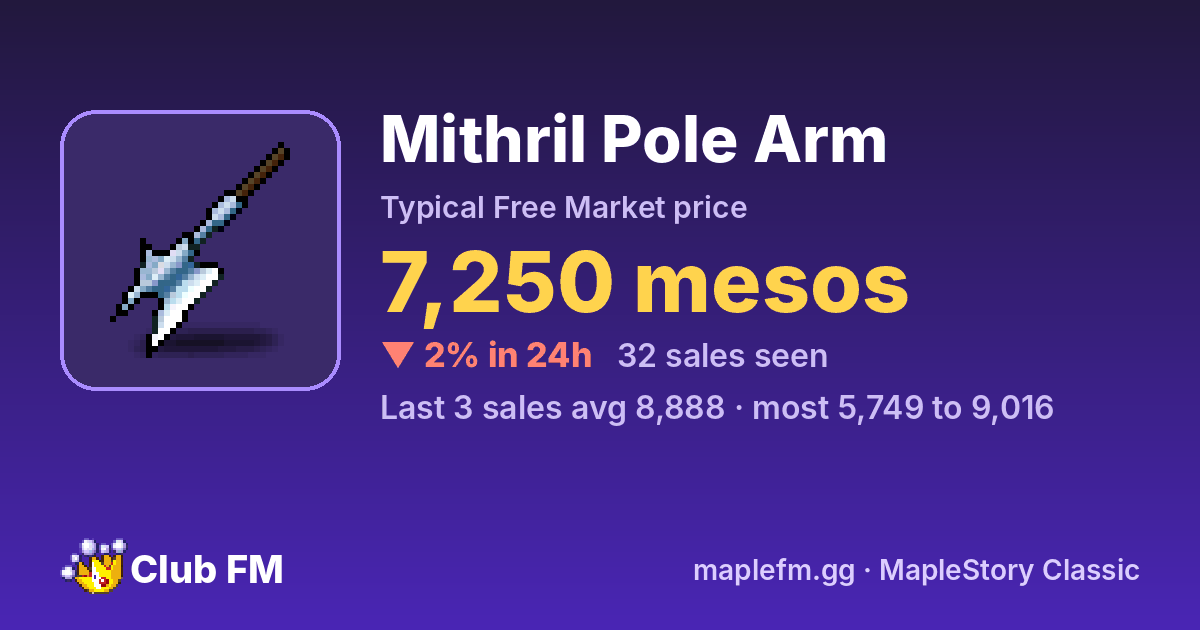 Mithril Pole Arm
Typical Free Market price
7,250 mesos
▼ 2% in 24h 32 sales seen
Last 3 sales avg 8,888 · most 5,749 to 9,016
Club FM
maplefm.gg · MapleStory Classic